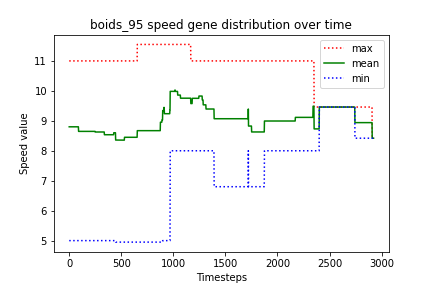 boids_95 speed gene distribution over time
max
mean
min
Speed value
11
10
9
8
7
6
5
0
500
1000
1500
2000
2500
3000
Timesteps